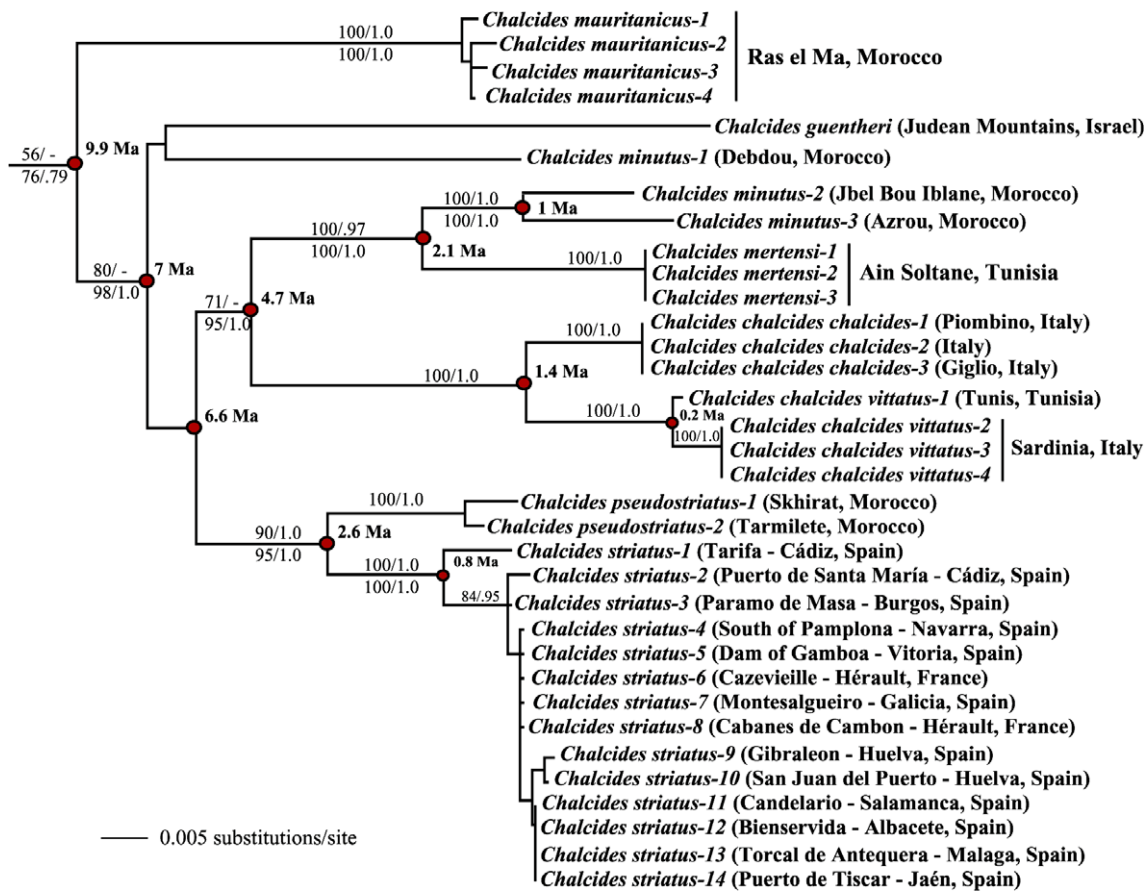 Chalcides mauritanicus-1
100/1.0
Chalcides mauritanicus-2
100/1.0
Ras el Ma, Morocco
Chalcides mauritanicus-3
Chalcides mauritanicus-4
Chalcides guentheri (Judean Mountains, Israel)
9.9 Ma
56/ -
76/.79
Chalcides minutus-1 (Debdou, Morocco)
100/1.0
Chalcides minutus-2 (Jbel Bou Iblane, Morocco)
100/1.0
1 Ma
Chalcides minutus-3 (Azrou, Morocco)
100/.97
100/1.0
2.1 Ma
Chalcides mertensi-1
100/1.0
Chalcides mertensi-2
Ain Soltane, Tunisia
Chalcides mertensi-3
80/ -
98/1.0
7 Ma
71/ -
95/1.0
4.7 Ma
Chalcides chalcides chalcides-1 (Piombino, Italy)
100/1.0
Chalcides chalcides chalcides-2 (Italy)
Chalcides chalcides chalcides-3 (Giglio, Italy)
100/1.0
1.4 Ma
Chalcides chalcides vittatus-1 (Tunis, Tunisia)
100/1.0
0.2 Ma
6.6 Ma
Chalcides chalcides vittatus-2
100/1.0
Chalcides chalcides vittatus-3
Sardinia, Italy
Chalcides chalcides vittatus-4
100/1.0
Chalcides pseudostriatus-1 (Skhirat, Morocco)
Chalcides pseudostriatus-2 (Tarmilete, Morocco)
90/1.0
95/1.0
2.6 Ma
Chalcides striatus-1 (Tarifa - Cádiz, Spain)
100/1.0
100/1.0
0.8 Ma
Chalcides striatus-2 (Puerto de Santa María - Cádiz, Spain)
84/.95
Chalcides striatus-3 (Paramo de Masa - Burgos, Spain)
Chalcides striatus-4 (South of Pamplona - Navarra, Spain)
Chalcides striatus-5 (Dam of Gamboa - Vitoria, Spain)
Chalcides striatus-6 (Cazevieille - Hérault, France)
Chalcides striatus-7 (Montesalgueiro - Galicia, Spain)
Chalcides striatus-8 (Cabanes de Cambon - Hérault, France)
Chalcides striatus-9 (Gibraleon - Huelva, Spain)
Chalcides striatus-10 (San Juan del Puerto - Huelva, Spain)
Chalcides striatus-11 (Candelario - Salamanca, Spain)
Chalcides striatus-12 (Bienservida - Albacete, Spain)
Chalcides striatus-13 (Torcal de Antequera - Malaga, Spain)
Chalcides striatus-14 (Puerto de Tiscar - Jaén, Spain)
0.005 substitutions/site